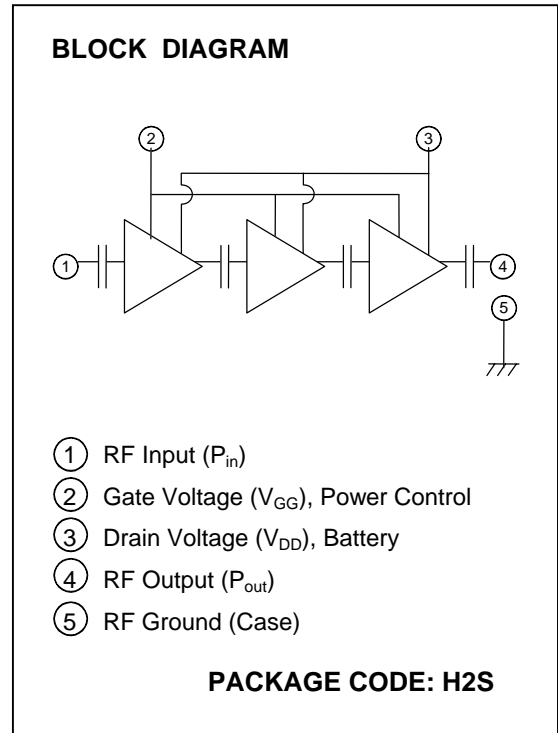 BLOCK DIAGRAM
2 3
1 4
5
1 RF Input (Pin)
2 Gate Voltage (VGG), Power Control
3 Drain Voltage (VDD), Battery
4 RF Output (Pout)
5 RF Ground (Case)
PACKAGE CODE: H2S